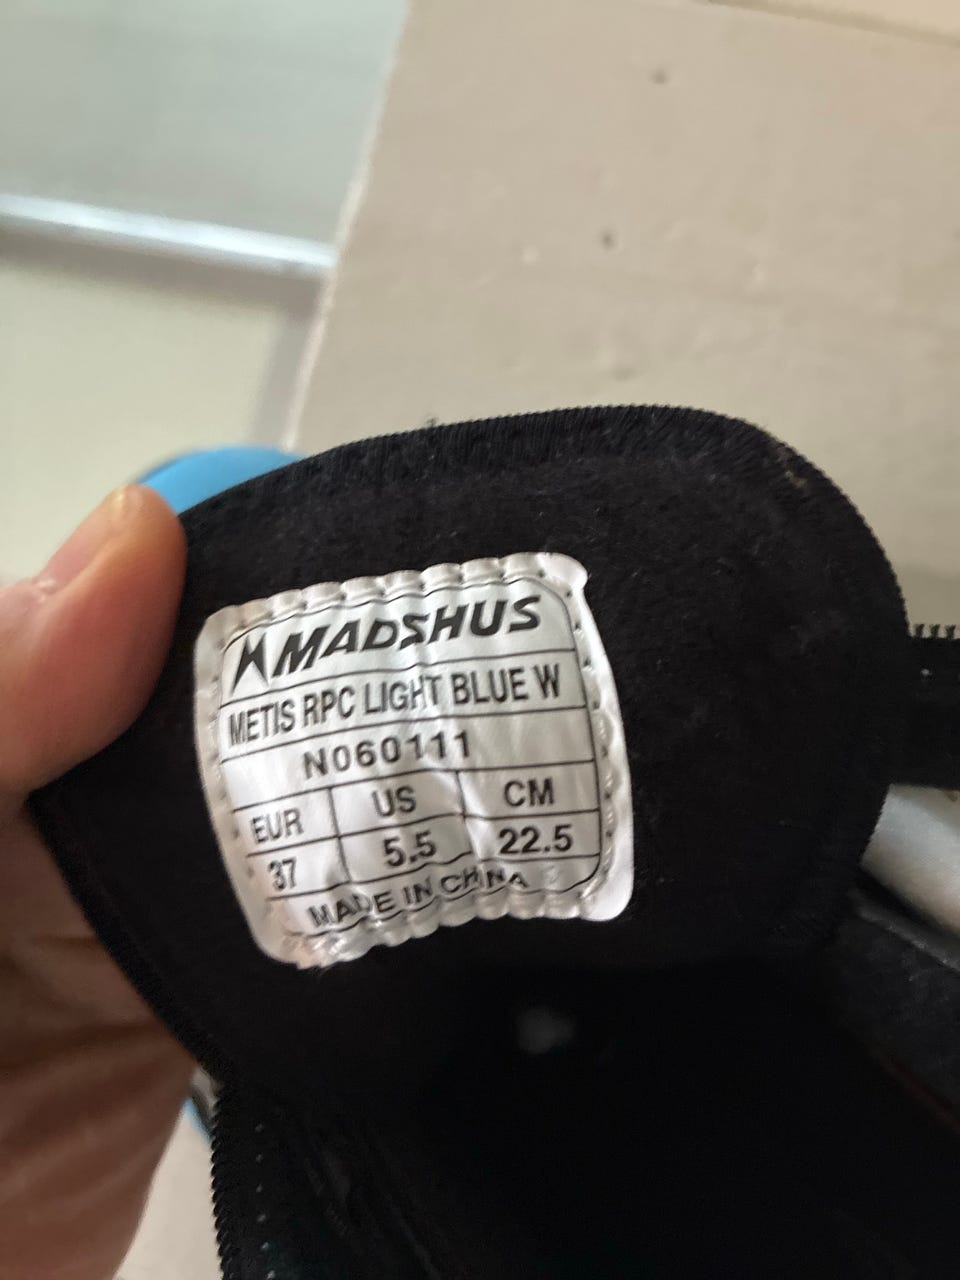 MADSHUS
METIS RPC LIGHT BLUE W
N060111
EUR US CM
37 5.5 22.5
MADE IN CHINA